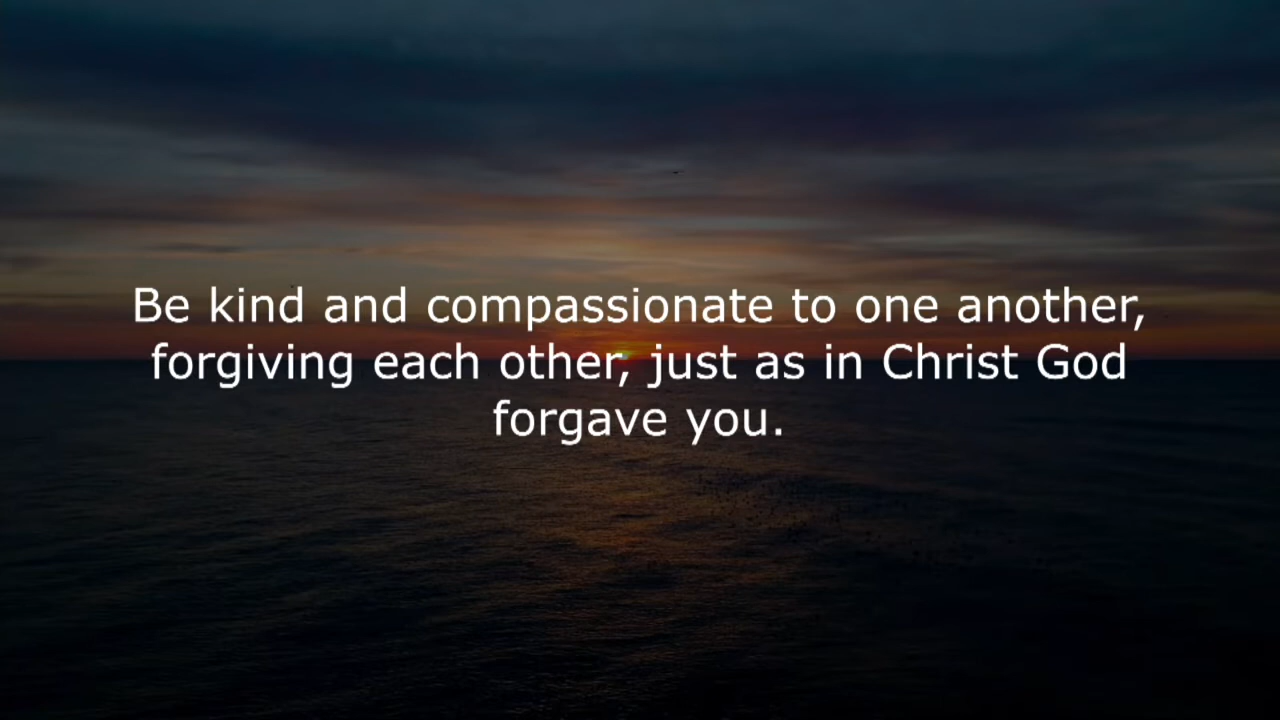 Be kind and compassionate to one another,
forgiving each other, just as in Christ God
forgave you.